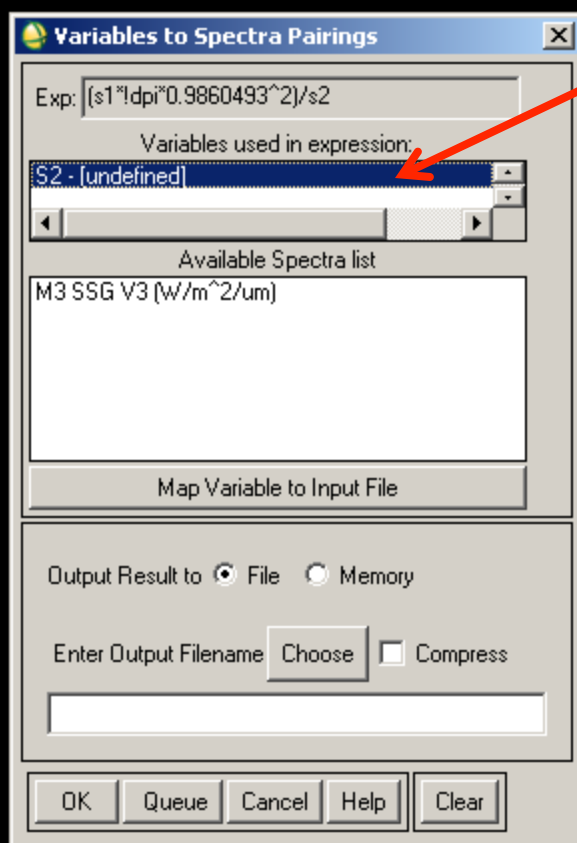 Variables to Spectra Pairings
Exp: (s1*!dpi*0.9860493^2)/s2
Variables used in expression:
S2 - [undefined]
Available Spectra list
M3 SSG V3 (W/m^2/um)
Map Variable to Input File
Output Result to File Memory
Enter Output Filename Choose Compress
OK Queue Cancel Help Clear